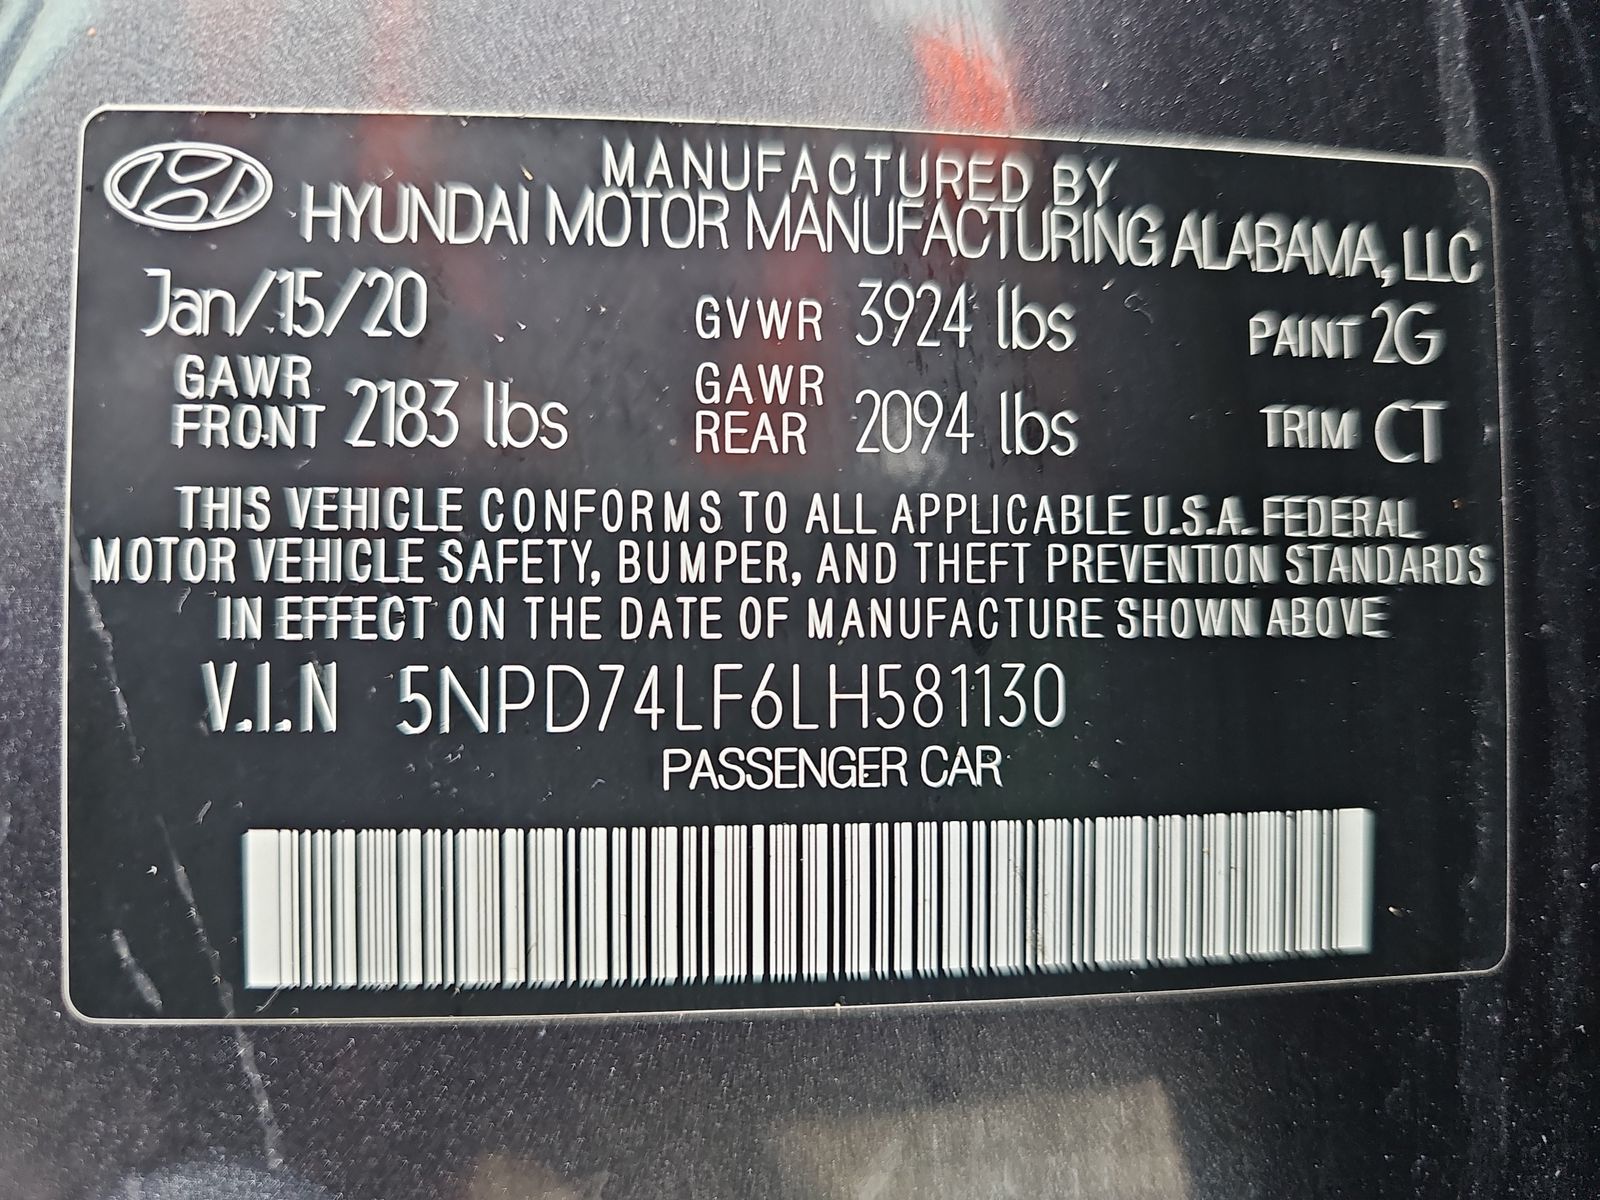 MANUFACTURED BY
HYUNDAI MOTOR MANUFACTURING ALABAMA, LLC
Jan/15/20 GVWR 3924 lbs PAINT 2G
GAWR FRONT 2183 lbs GAWR REAR 2094 lbs TRIM CT
THIS VEHICLE CONFORMS TO ALL APPLICABLE U.S.A. FEDERAL
MOTOR VEHICLE SAFETY, BUMPER, AND THEFT PREVENTION STANDARDS
IN EFFECT ON THE DATE OF MANUFACTURE SHOWN ABOVE
V.I.N 5NPD74LF6LH581130
PASSENGER CAR